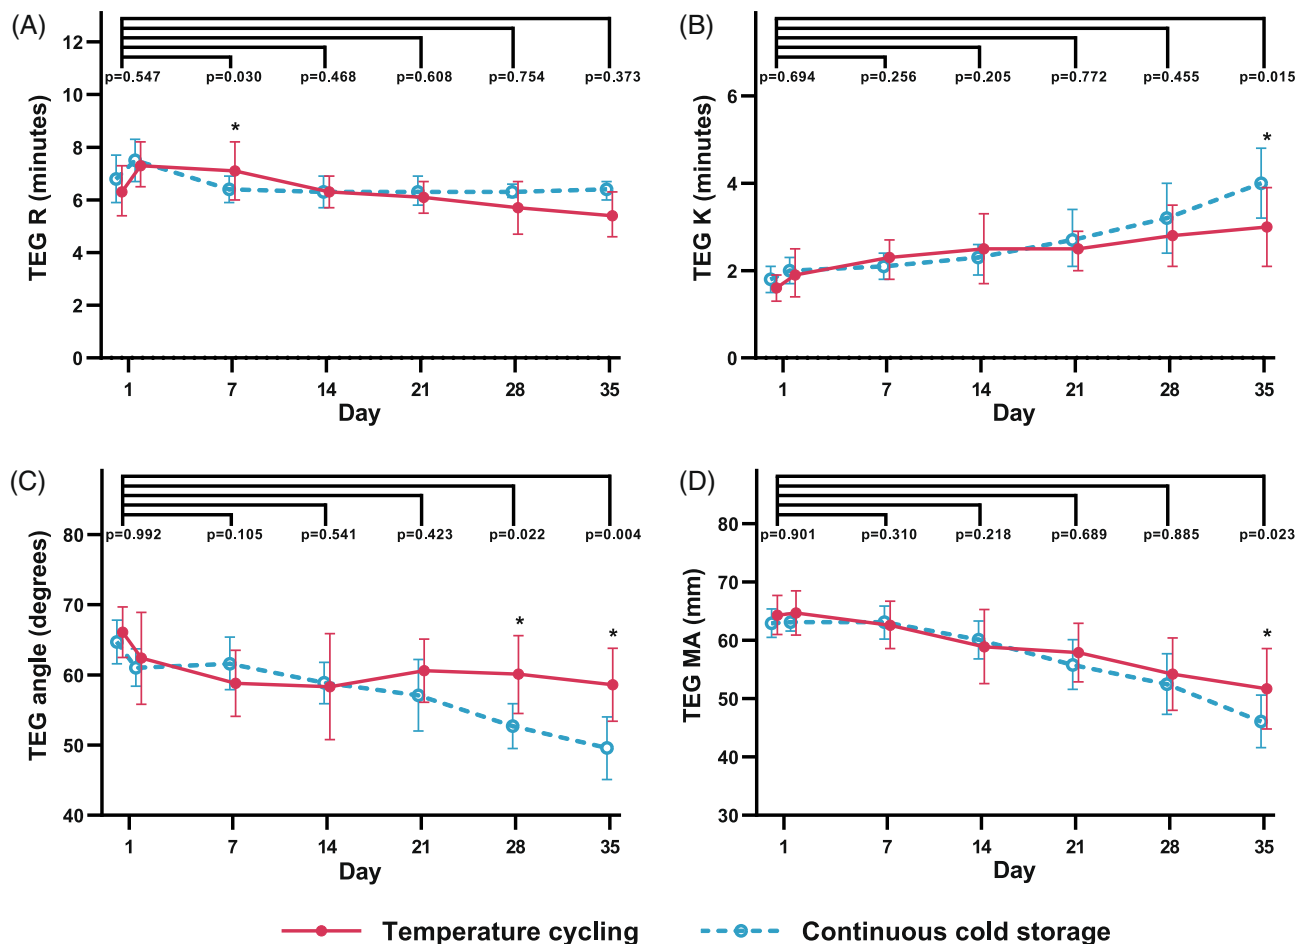 (A)
12
10
8
6
4
2
0
TEG R (minutes)
p=0.547 p=0.030 p=0.468 p=0.608 p=0.754 p=0.373
*
1 7 14 21 28 35
Day
(B)
6
4
2
0
TEG K (minutes)
p=0.694 p=0.256 p=0.205 p=0.772 p=0.455 p=0.015
*
1 7 14 21 28 35
Day
(C)
80
70
60
50
40
TEG angle (degrees)
p=0.992 p=0.105 p=0.541 p=0.423 p=0.022 p=0.004
* *
1 7 14 21 28 35
Day
(D)
80
70
60
50
40
30
TEG MA (mm)
p=0.901 p=0.310 p=0.218 p=0.689 p=0.885 p=0.023
*
1 7 14 21 28 35
Day
Temperature cycling Continuous cold storage